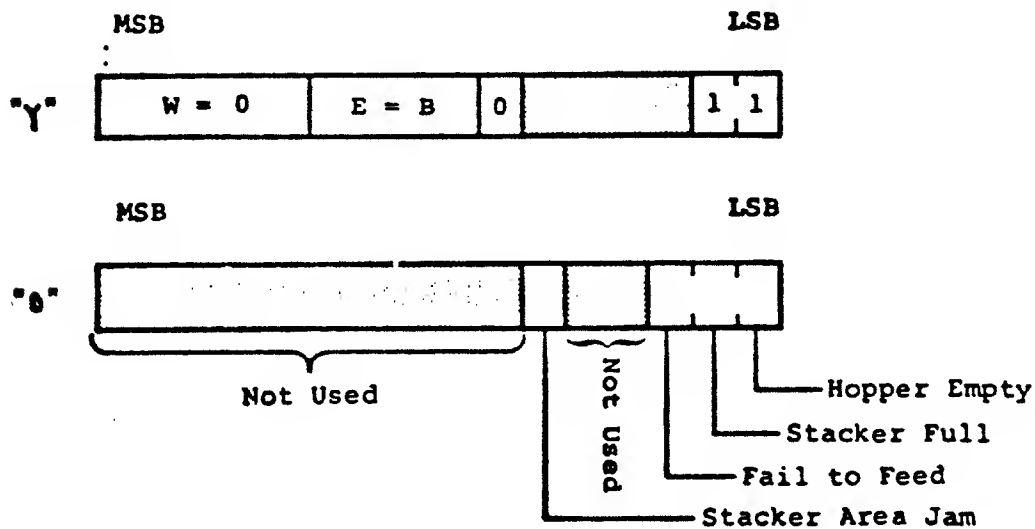 MSB LSB
"Y" W = 0 E = B 0 1 1
MSB LSB
"0"
Not Used
Not Used
Hopper Empty
Stacker Full
Fail to Feed
Stacker Area Jam